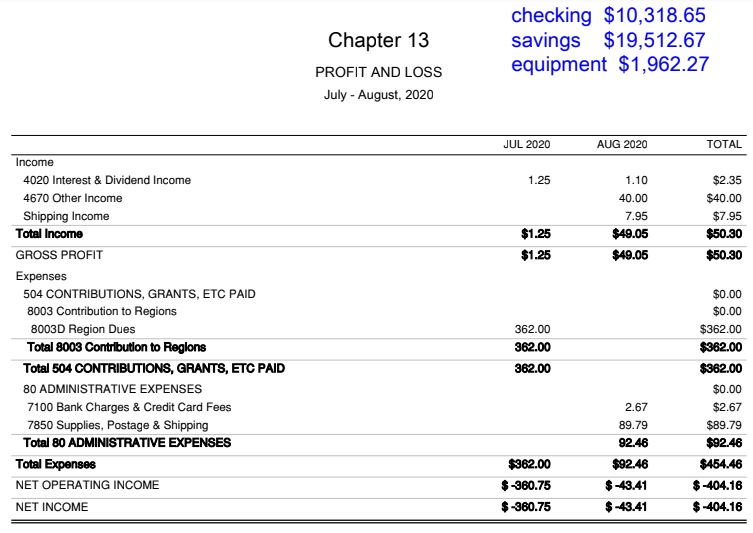 checking $10,318.65
savings $19,512.67
equipment $1,962.27
Chapter 13
PROFIT AND LOSS
July - August, 2020
JUL 2020 AUG 2020 TOTAL
Income
4020 Interest & Dividend Income 1.25 1.10 $2.35
4670 Other Income 40.00 $40.00
Shipping Income 7.95 $7.95
Total Income $1.25 $49.05 $50.30
GROSS PROFIT $1.25 $49.05 $50.30
Expenses
504 CONTRIBUTIONS, GRANTS, ETC PAID $0.00
8003 Contribution to Regions $0.00
8003D Region Dues 362.00 $362.00
Total 8003 Contribution to Regions 362.00 $362.00
Total 504 CONTRIBUTIONS, GRANTS, ETC PAID 362.00 $362.00
80 ADMINISTRATIVE EXPENSES $0.00
7100 Bank Charges & Credit Card Fees 2.67 $2.67
7850 Supplies, Postage & Shipping 89.79 $89.79
Total 80 ADMINISTRATIVE EXPENSES 92.46 $92.46
Total Expenses $362.00 $92.46 $454.46
NET OPERATING INCOME $ -360.75 $ -43.41 $ -404.16
NET INCOME $ -360.75 $ -43.41 $ -404.16